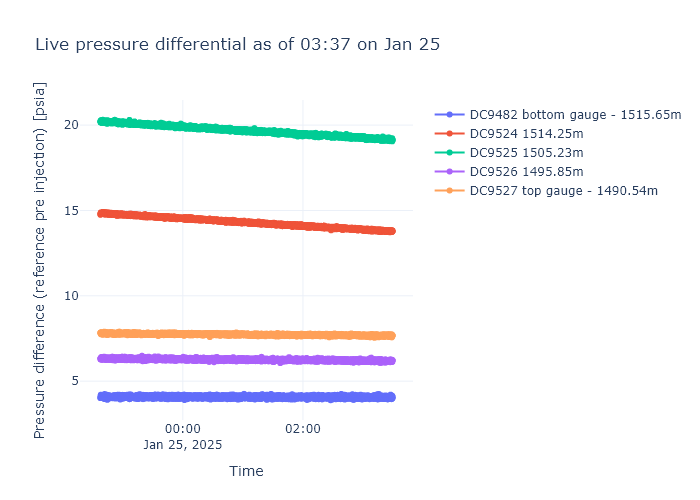 Live pressure differential as of 03:37 on Jan 25
Pressure difference (reference pre injection) [psia]
20
15
10
5
00:00
Jan 25, 2025
02:00
Time
DC9482 bottom gauge - 1515.65m
DC9524 1514.25m
DC9525 1505.23m
DC9526 1495.85m
DC9527 top gauge - 1490.54m